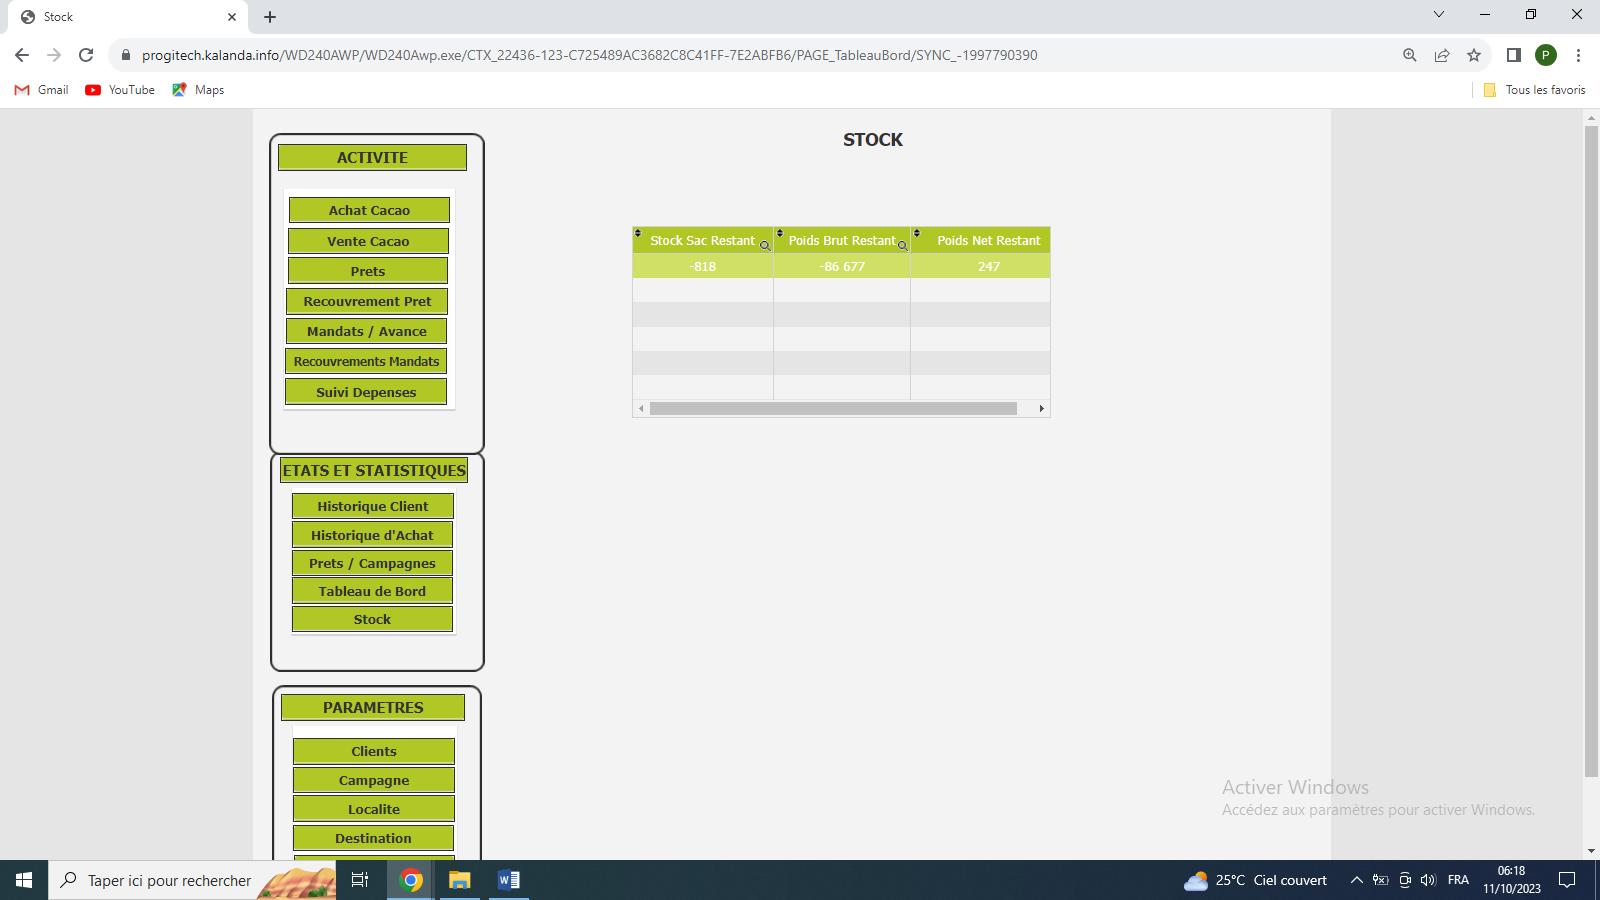 Stock
progitech.kalanda.info/WD240AWP/WD240Awp.exe/CTX_22436-123-C725489AC3682C8C41FF-7E2ABFB6/PAGE_TableauBord/SYNC_-1997790390
P
Gmail YouTube Maps Tous les favoris
STOCK
ACTIVITE
Achat Cacao
Vente Cacao
Prets
Recouvrement Pret
Mandats / Avance
Recouvrements Mandats
Suivi Depenses
Stock Sac Restant Poids Brut Restant Poids Net Restant
-818 -86 677 247
ETATS ET STATISTIQUES
Historique Client
Historique d'Achat
Prets / Campagnes
Tableau de Bord
Stock
PARAMETRES
Clients
Campagne
Localite
Destination
Activer Windows
Accédez aux paramètres pour activer Windows.
Taper ici pour rechercher
25°C Ciel couvert
FRA
06:18
11/10/2023